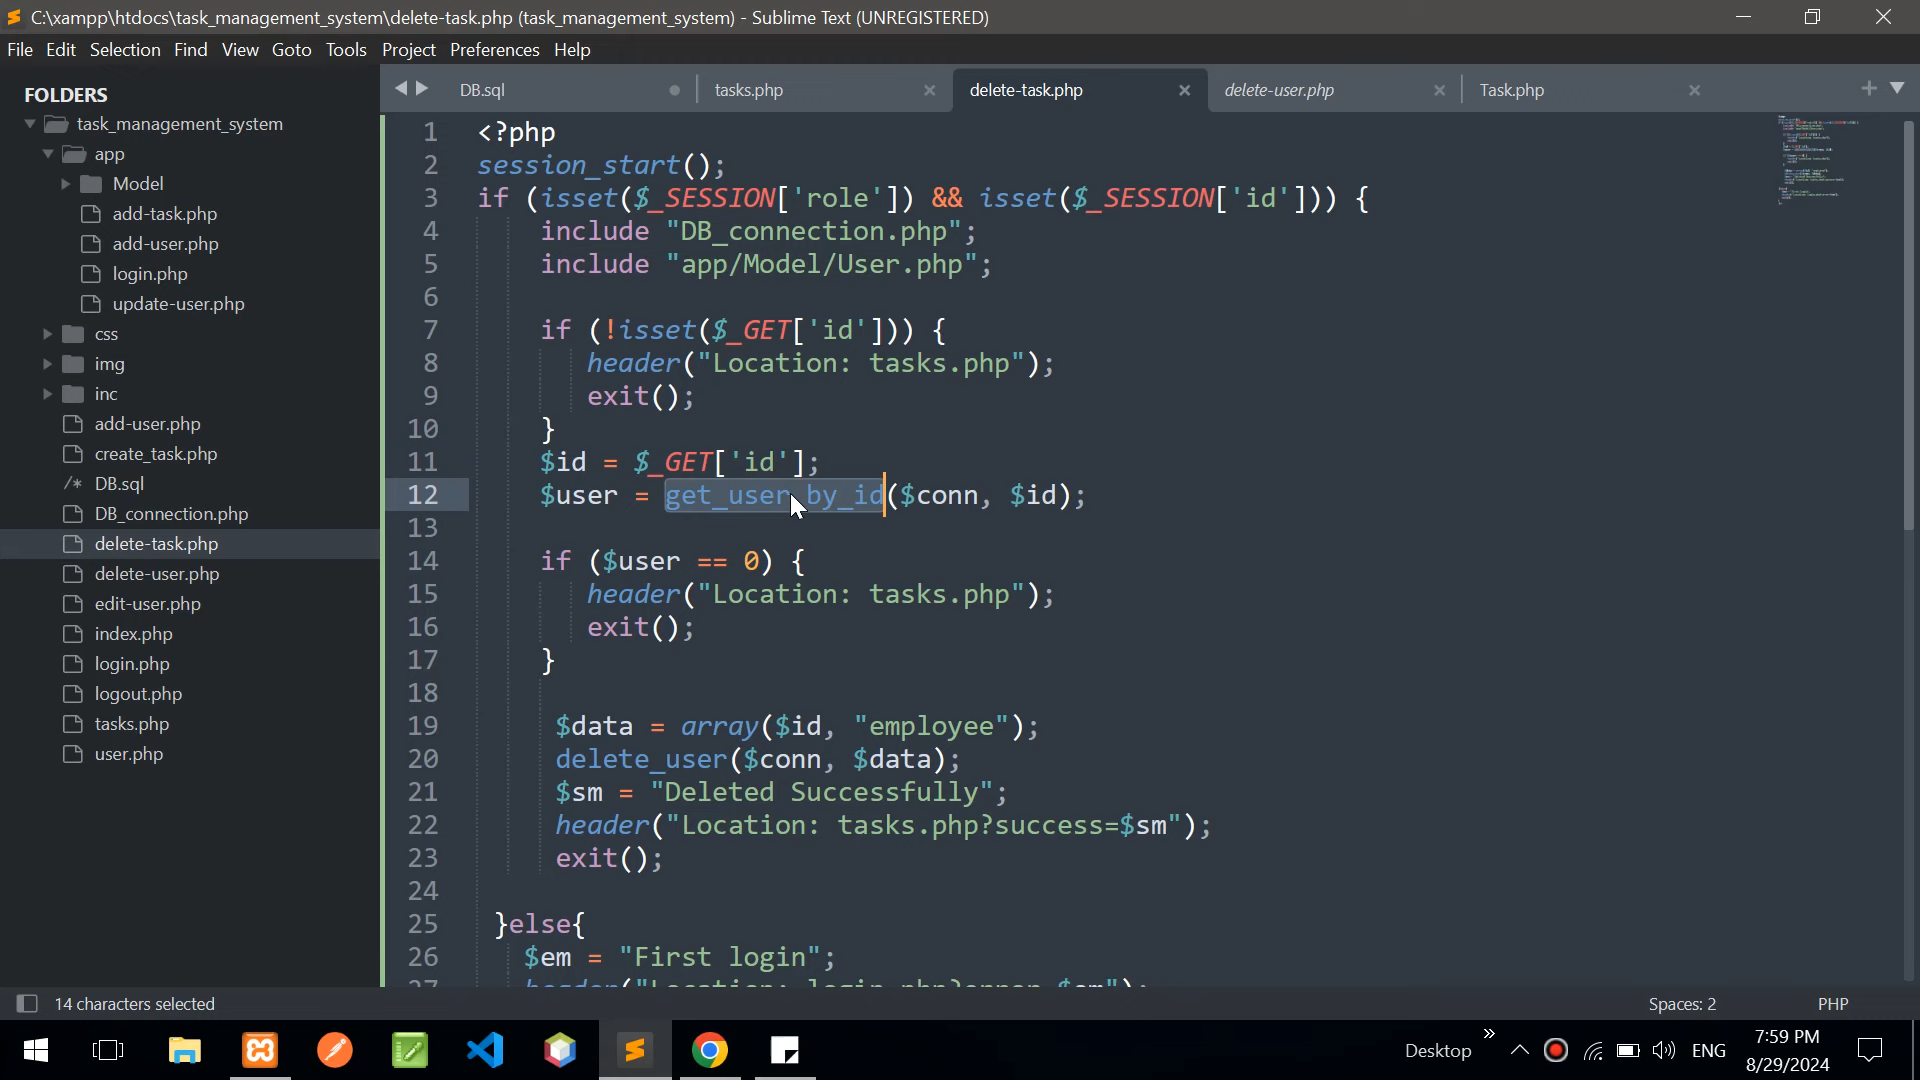 C:\xampp\htdocs\task_management_system\delete-task.php (task_management_system) - Sublime Text (UNREGISTERED)
File Edit Selection Find View Goto Tools Project Preferences Help
FOLDERS
task_management_system
app
Model
add-task.php
add-user.php
login.php
update-user.php
css
img
inc
add-user.php
create_task.php
/* DB.sql
DB_connection.php
delete-task.php
delete-user.php
edit-user.php
index.php
login.php
logout.php
tasks.php
user.php
DB.sql tasks.php delete-task.php delete-user.php Task.php
1 <?php
2 session_start();
3 if (isset($_SESSION['role']) && isset($_SESSION['id'])) {
4 include "DB_connection.php";
5 include "app/Model/User.php";
6
7 if (!isset($_GET['id'])) {
8 header("Location: tasks.php");
9 exit();
10 }
11 $id = $_GET['id'];
12 $user = get_user_by_id($conn, $id);
13
14 if ($user == 0) {
15 header("Location: tasks.php");
16 exit();
17 }
18
19 $data = array($id, "employee");
20 delete_user($conn, $data);
21 $sm = "Deleted Successfully";
22 header("Location: tasks.php?success=$sm");
23 exit();
24
25 }else{
26 $em = "First login";
14 characters selected
Spaces: 2 PHP
Desktop ENG
7:59 PM
8/29/2024